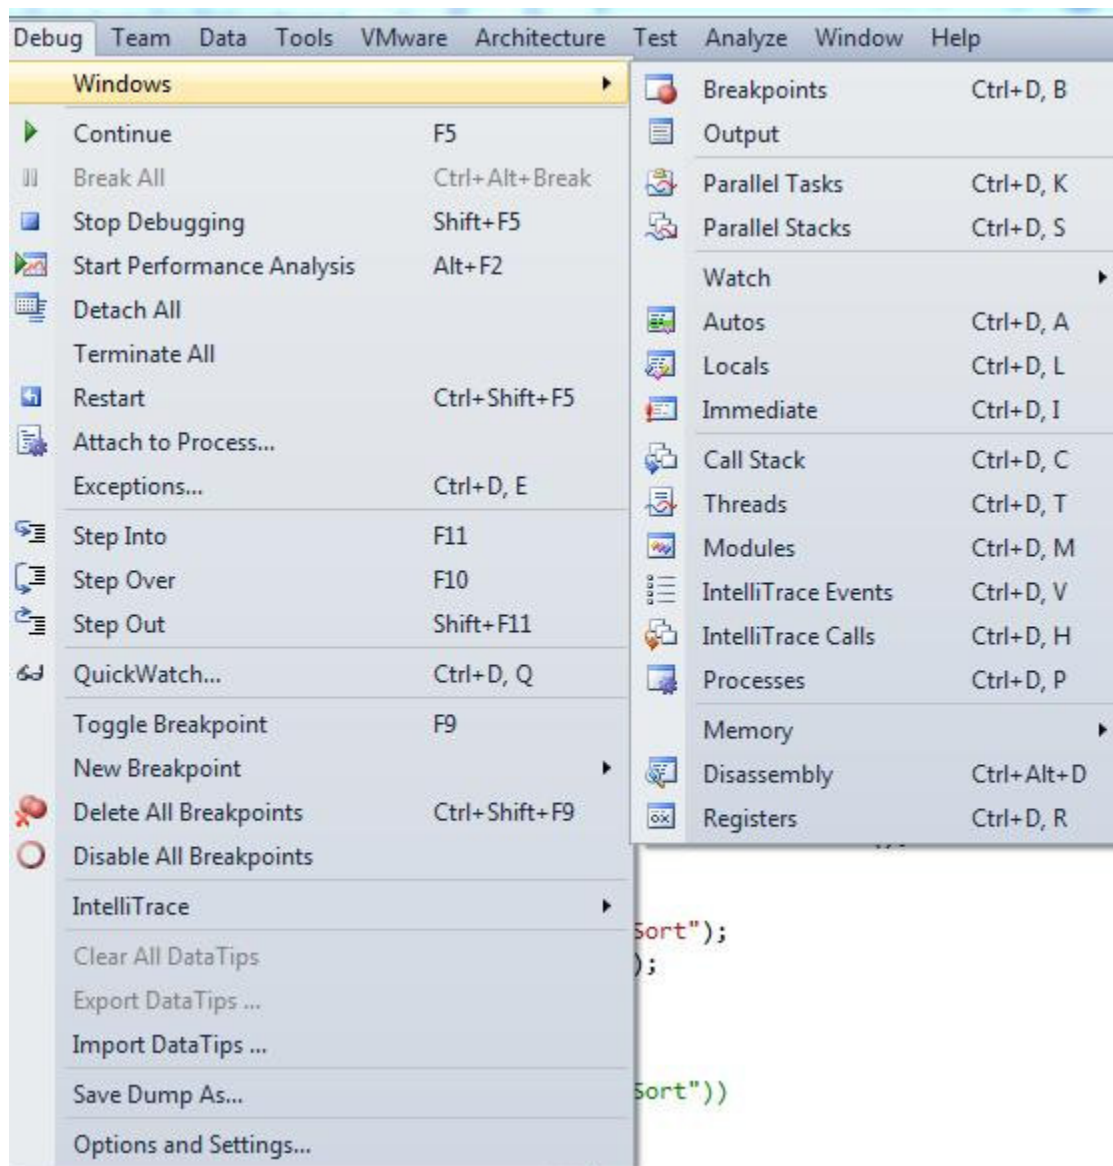 Debug Team Data Tools VMware Architecture Test Analyze Window Help
Windows
Continue F5
Break All Ctrl+Alt+Break
Stop Debugging Shift+F5
Start Performance Analysis Alt+F2
Detach All
Terminate All
Restart Ctrl+Shift+F5
Attach to Process...
Exceptions... Ctrl+D, E
Step Into F11
Step Over F10
Step Out Shift+F11
QuickWatch... Ctrl+D, Q
Toggle Breakpoint F9
New Breakpoint
Delete All Breakpoints Ctrl+Shift+F9
Disable All Breakpoints
IntelliTrace
Clear All DataTips
Export DataTips ...
Import DataTips ...
Save Dump As...
Options and Settings...
Breakpoints Ctrl+D, B
Output
Parallel Tasks Ctrl+D, K
Parallel Stacks Ctrl+D, S
Watch
Autos Ctrl+D, A
Locals Ctrl+D, L
Immediate Ctrl+D, I
Call Stack Ctrl+D, C
Threads Ctrl+D, T
Modules Ctrl+D, M
IntelliTrace Events Ctrl+D, V
IntelliTrace Calls Ctrl+D, H
Processes Ctrl+D, P
Memory
Disassembly Ctrl+Alt+D
Registers Ctrl+D, R
Sort");
);
Sort"))